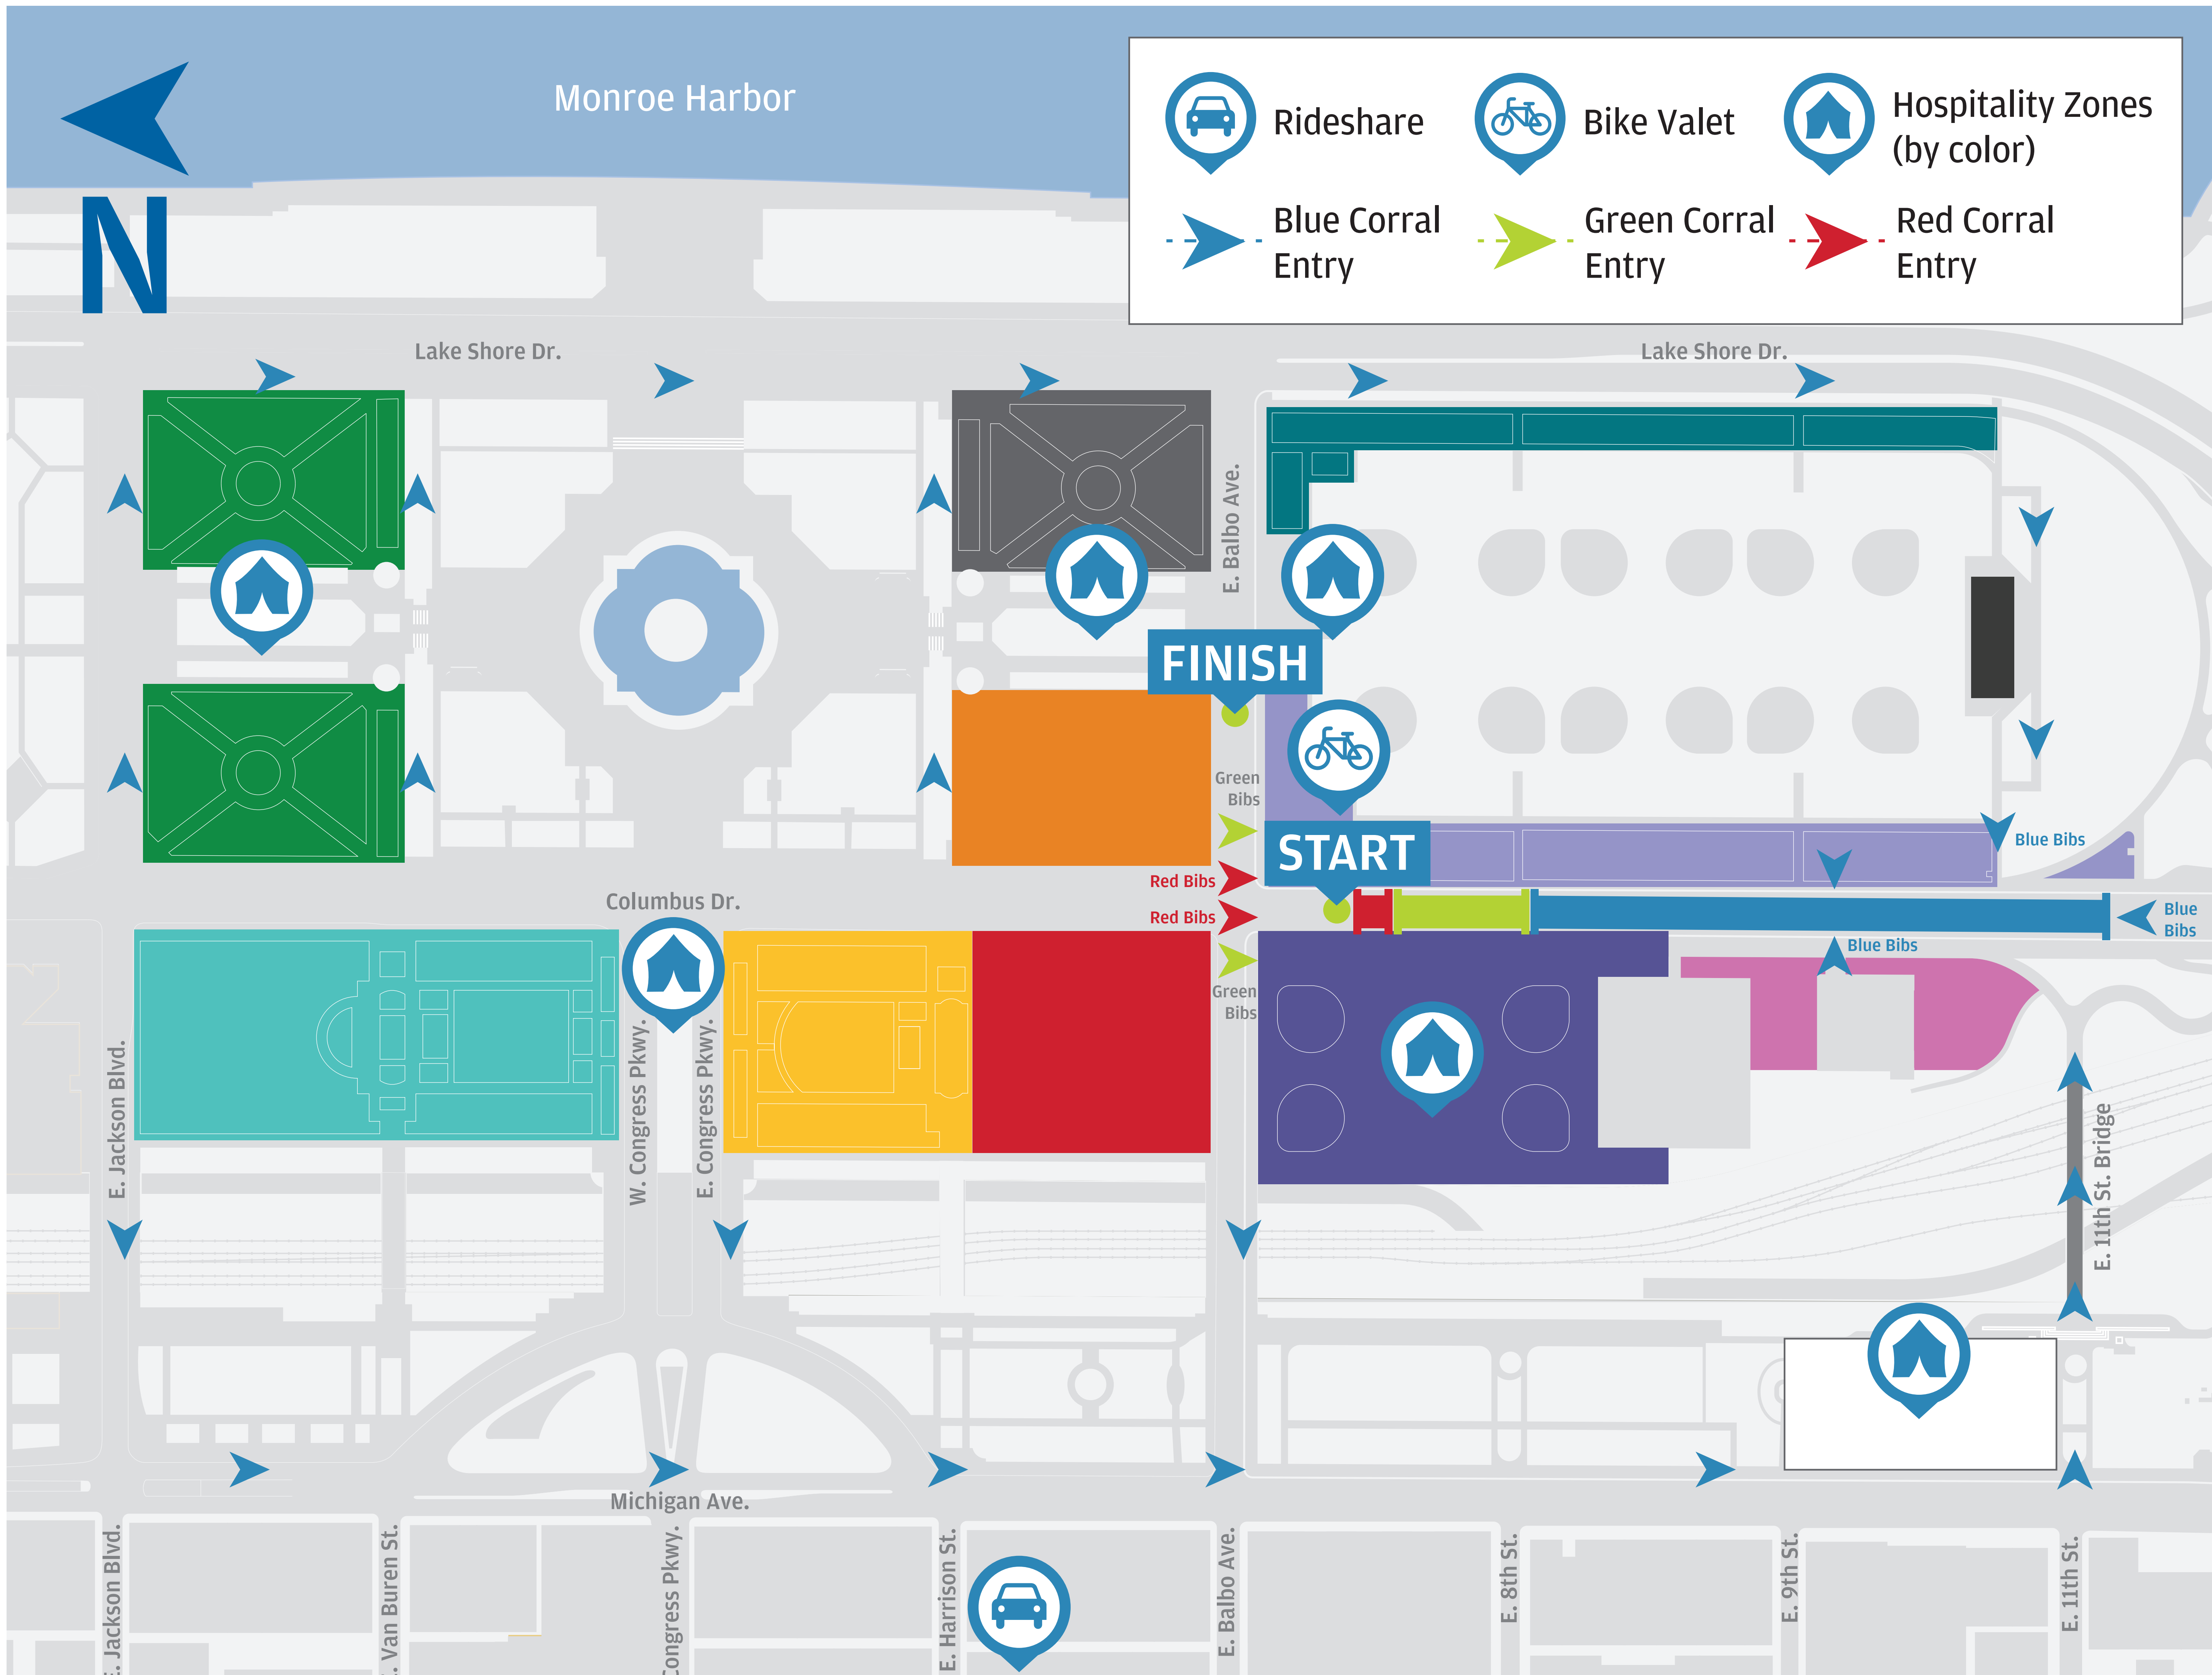 Monroe Harbor
N
Rideshare
Bike Valet
Hospitality Zones
(by color)
Blue Corral
Entry
Green Corral
Entry
Red Corral
Entry
Lake Shore Dr.
Lake Shore Dr.
E. Balbo Ave.
FINISH
Green
Bibs
START
Blue Bibs
Red Bibs
Columbus Dr.
Red Bibs
Blue
Bibs
Blue Bibs
Green
Bibs
E. Jackson Blvd.
W. Congress Pkwy.
E. Congress Pkwy.
E. 11th St. Bridge
Michigan Ave.
E. Jackson Blvd.
. Van Buren St.
Congress Pkwy.
E. Harrison St.
E. Balbo Ave.
E. 8th St.
E. 9th St.
E. 11th St.